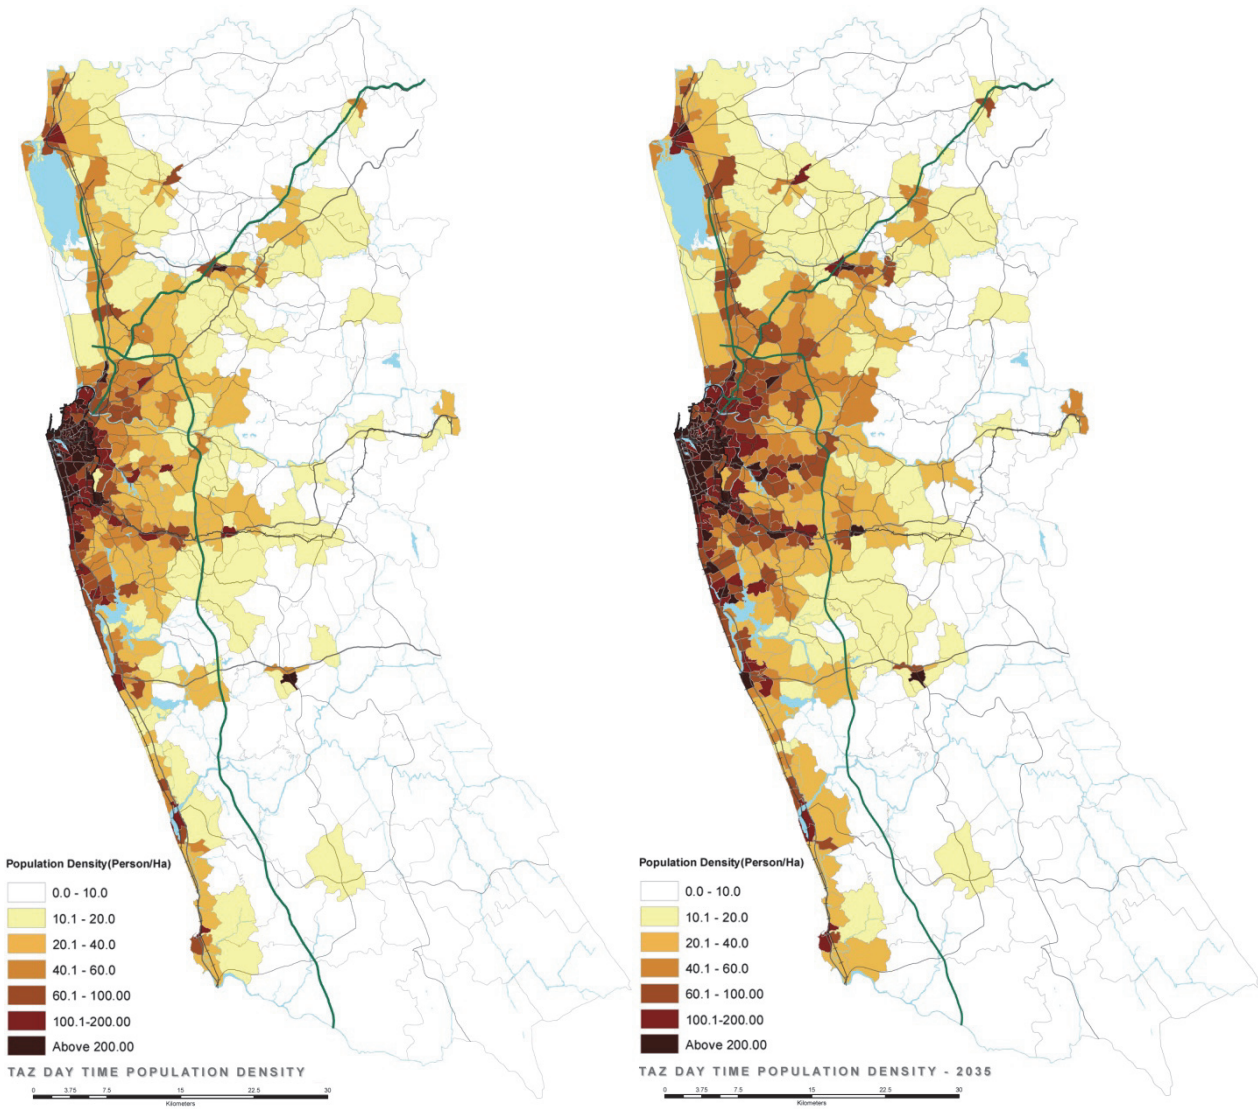 Population Density(Person/Ha)
0.0 - 10.0
10.1 - 20.0
20.1 - 40.0
40.1 - 60.0
60.1 - 100.00
100.1-200.00
Above 200.00
TAZ DAY TIME POPULATION DENSITY
0 3.75 7.5 15 22.5 30
Kilometers
Population Density(Person/Ha)
0.0 - 10.0
10.1 - 20.0
20.1 - 40.0
40.1 - 60.0
60.1 - 100.00
100.1-200.00
Above 200.00
TAZ DAY TIME POPULATION DENSITY - 2035
0 3.75 7.5 15 22.5 30
Kilometers